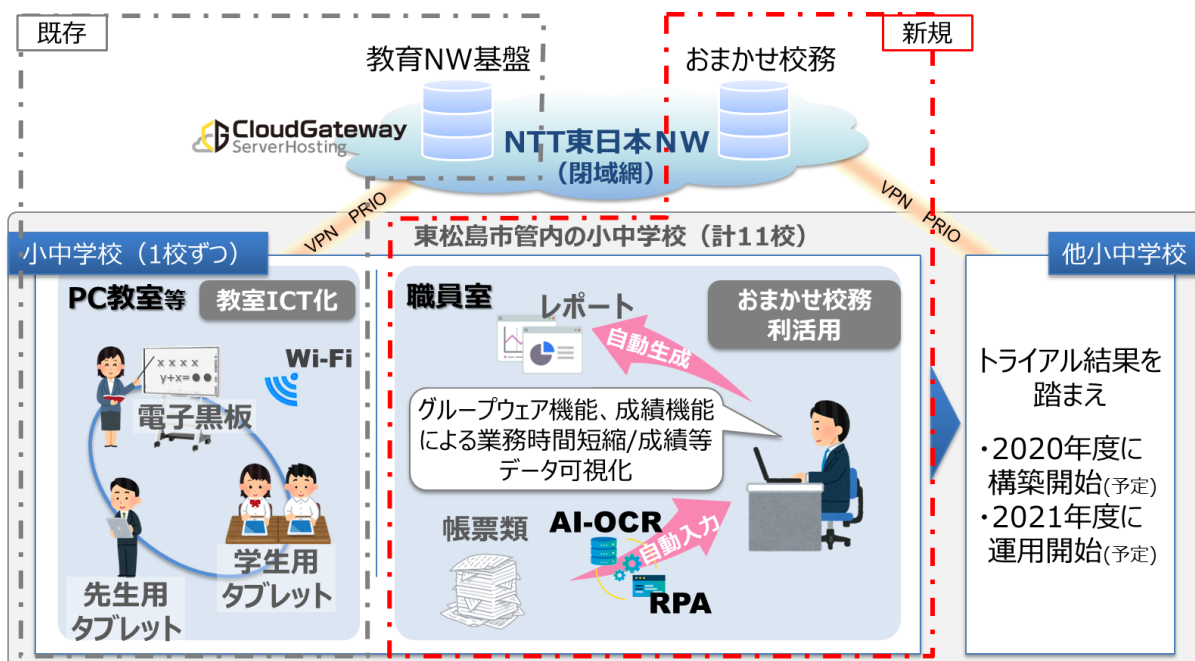 既存
新規
教育NW基盤
おまかせ校務
CloudGateway
ServerHosting
NTT東日本NW
(閉域網)
VPN PRIO
VPN PRIO
東松島市管内の小中学校（計11校）
小中学校（1校ずつ）
他小中学校
PC教室等
教室ICT化
Wi-Fi
x x x x
y+x=●●
電子黒板
先生用
タブレット
学生用
タブレット
職員室
レポート
おまかせ校務
利活用
自動生成
グループウェア機能、成績機能
による業務時間短縮/成績等
データ可視化
帳票類
AI-OCR
自動入力
RPA
トライアル結果を
踏まえ
・2020年度に
構築開始(予定)
・2021年度に
運用開始(予定)